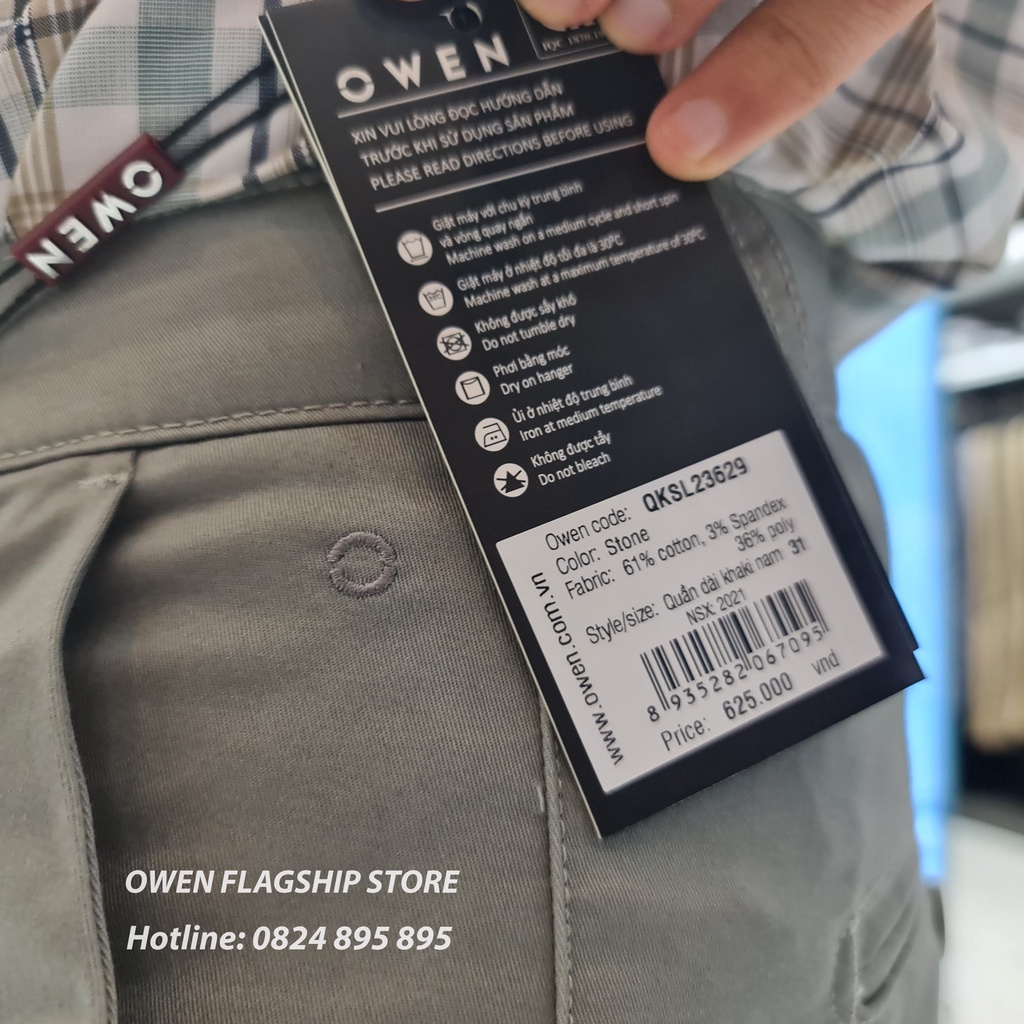 OWEN
OWEN
XIN VUI LÒNG ĐỌC HƯỚNG DẪN
TRƯỚC KHI SỬ DỤNG SẢN PHẨM
PLEASE READ DIRECTIONS BEFORE USING
Giặt máy với chu kỳ trung bình
và vòng quay ngắn
Machine wash on a medium cycle and short spin
Giặt máy ở nhiệt độ tối đa là 30ºC
Machine wash at a maximum temperature of 30ºC
Không được sấy khô
Do not tumble dry
Phơi bằng móc
Dry on hanger
Ủi ở nhiệt độ trung bình
Iron at medium temperature
Không được tẩy
Do not bleach
Owen code: QKSL23629
Color: Stone
Fabric: 61% cotton, 3% Spandex
36% poly
Style/size: Quần dài khaki nam 31
NSX: 2021
8 935282 067095
Price: 625.000 vnd
www.owen.com.vn
OWEN FLAGSHIP STORE
Hotline: 0824 895 895